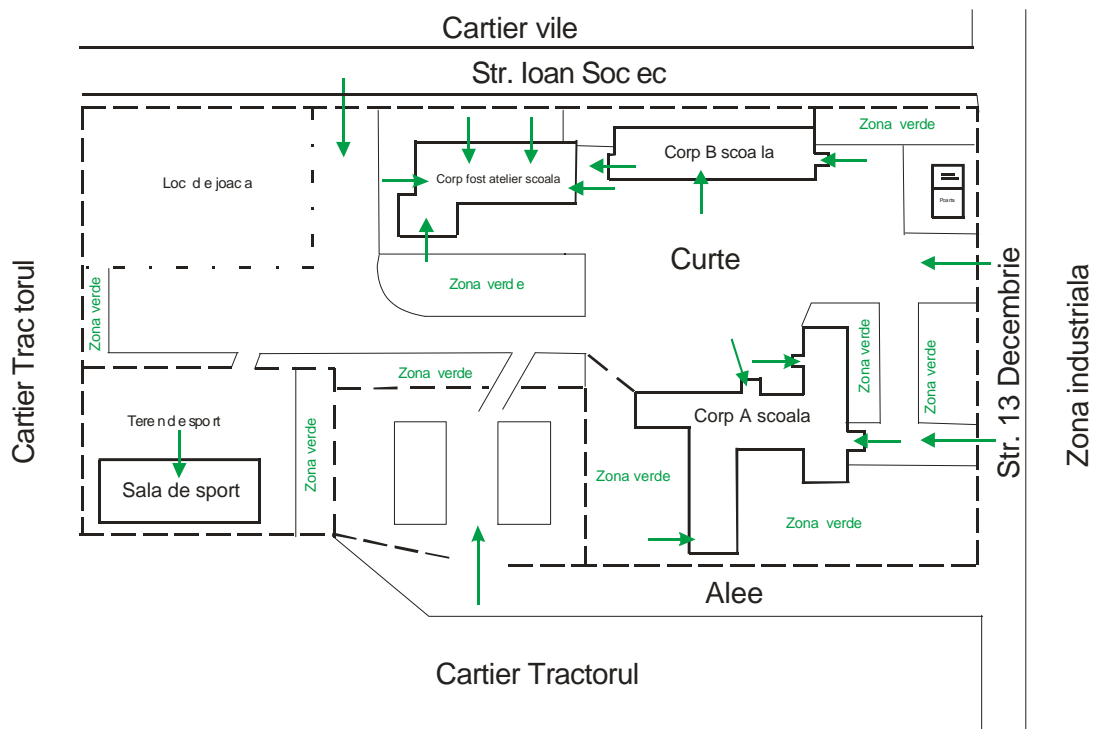 Cartier vile
Str. Ioan Soc ec
Zona verde
Corp B scoa la
Corp fost atelier scoala
Loc d e joac a
Poarta
Curte
Zona verde
Zona verd e
Cartier Trac torul
Str. 13 Decembrie
Zona industriala
Zona verde
Zona verde
Zona verde
Teren d e sport
Zona verde
Corp A scoala
Sala de sport
Zona verde
Zona verde
Alee
Cartier Tractorul